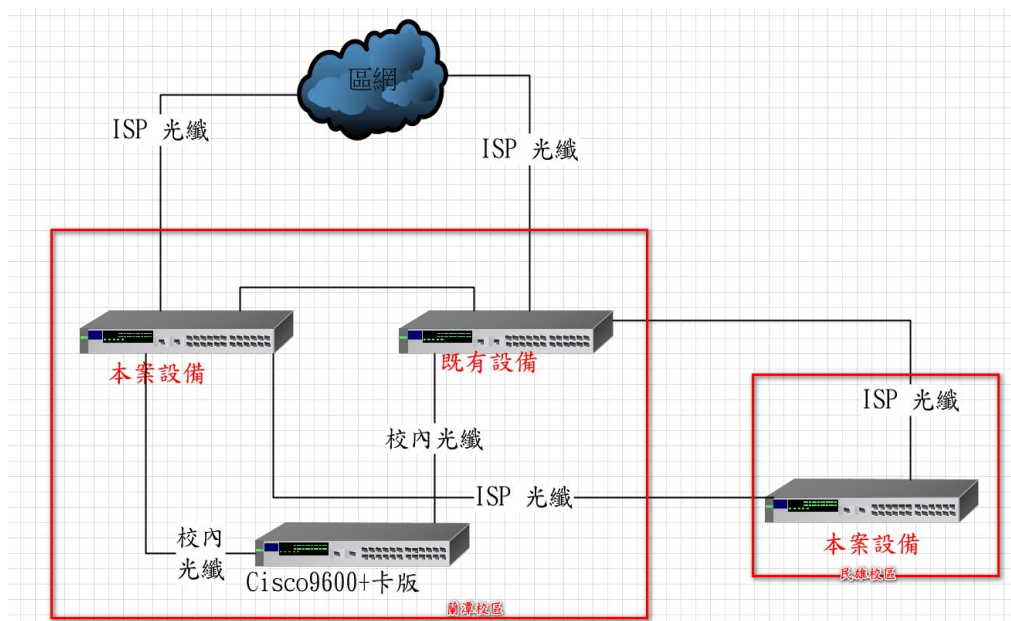 區網
ISP 光纖
ISP 光纖
本案設備
既有設備
ISP 光纖
校內光纖
ISP 光纖
校內
光纖
本案設備
Cisco9600+卡版
民雄校區
蘭潭校區